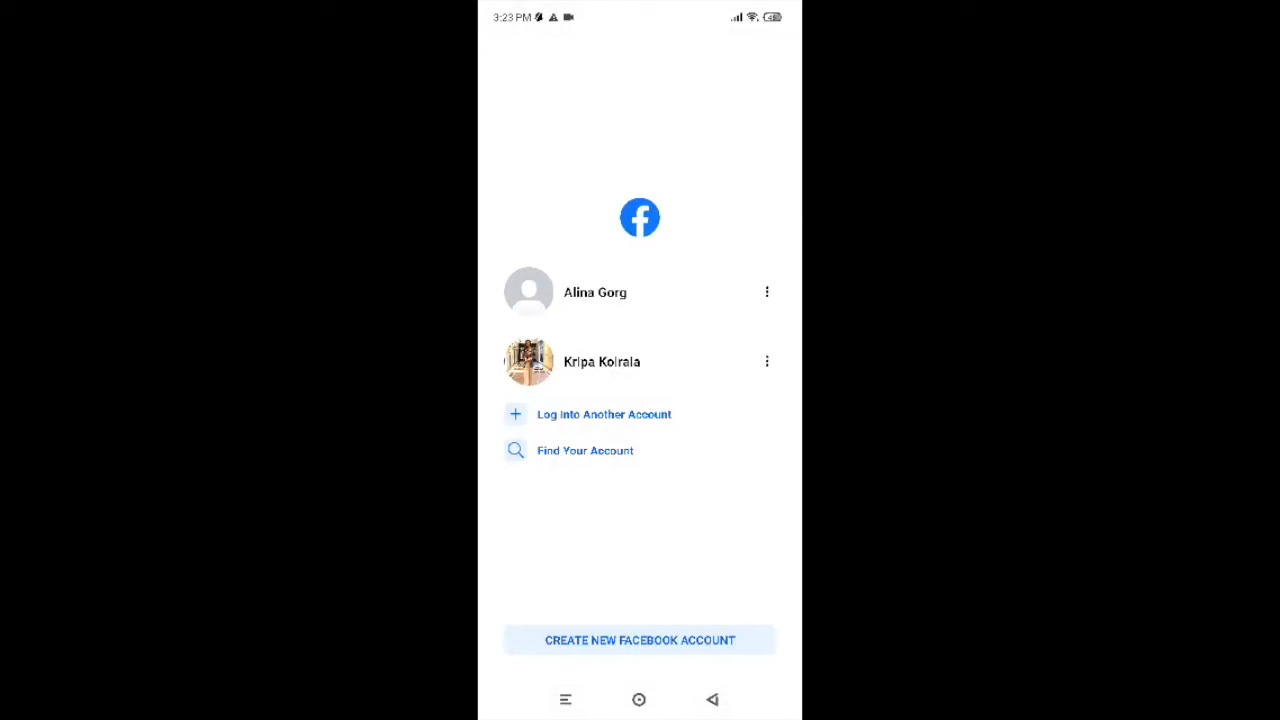 3:23 PM
Alina Gorg
Kripa Koirala
Log Into Another Account
Find Your Account
CREATE NEW FACEBOOK ACCOUNT